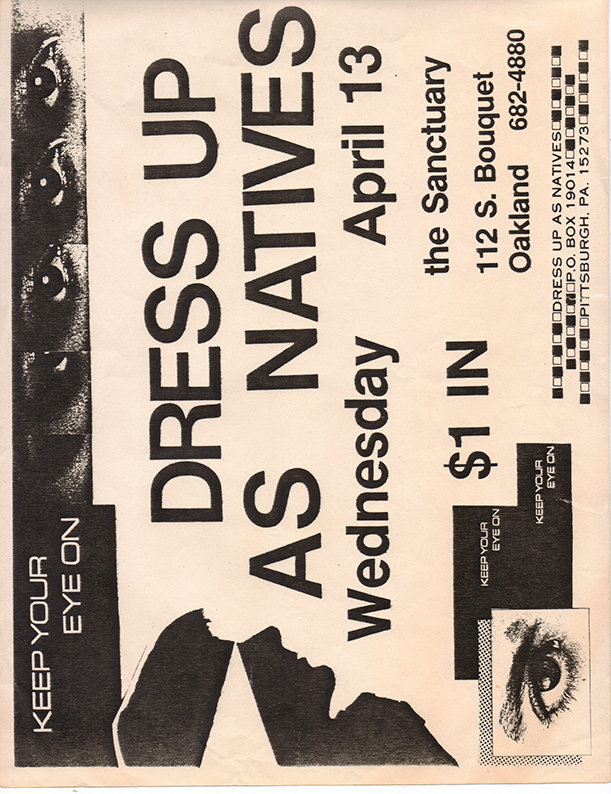 KEEP YOUR
EYE ON
DRESS UP
AS NATIVES
Wednesday April 13
$1 IN
the Sanctuary
112 S. Bouquet
Oakland 682-4880
KEEP YOUR
EYE ON
KEEP YOUR
EYE ON
DRESS UP AS NATIVES
P.O. BOX 19014
PITTSBURGH, PA. 15273